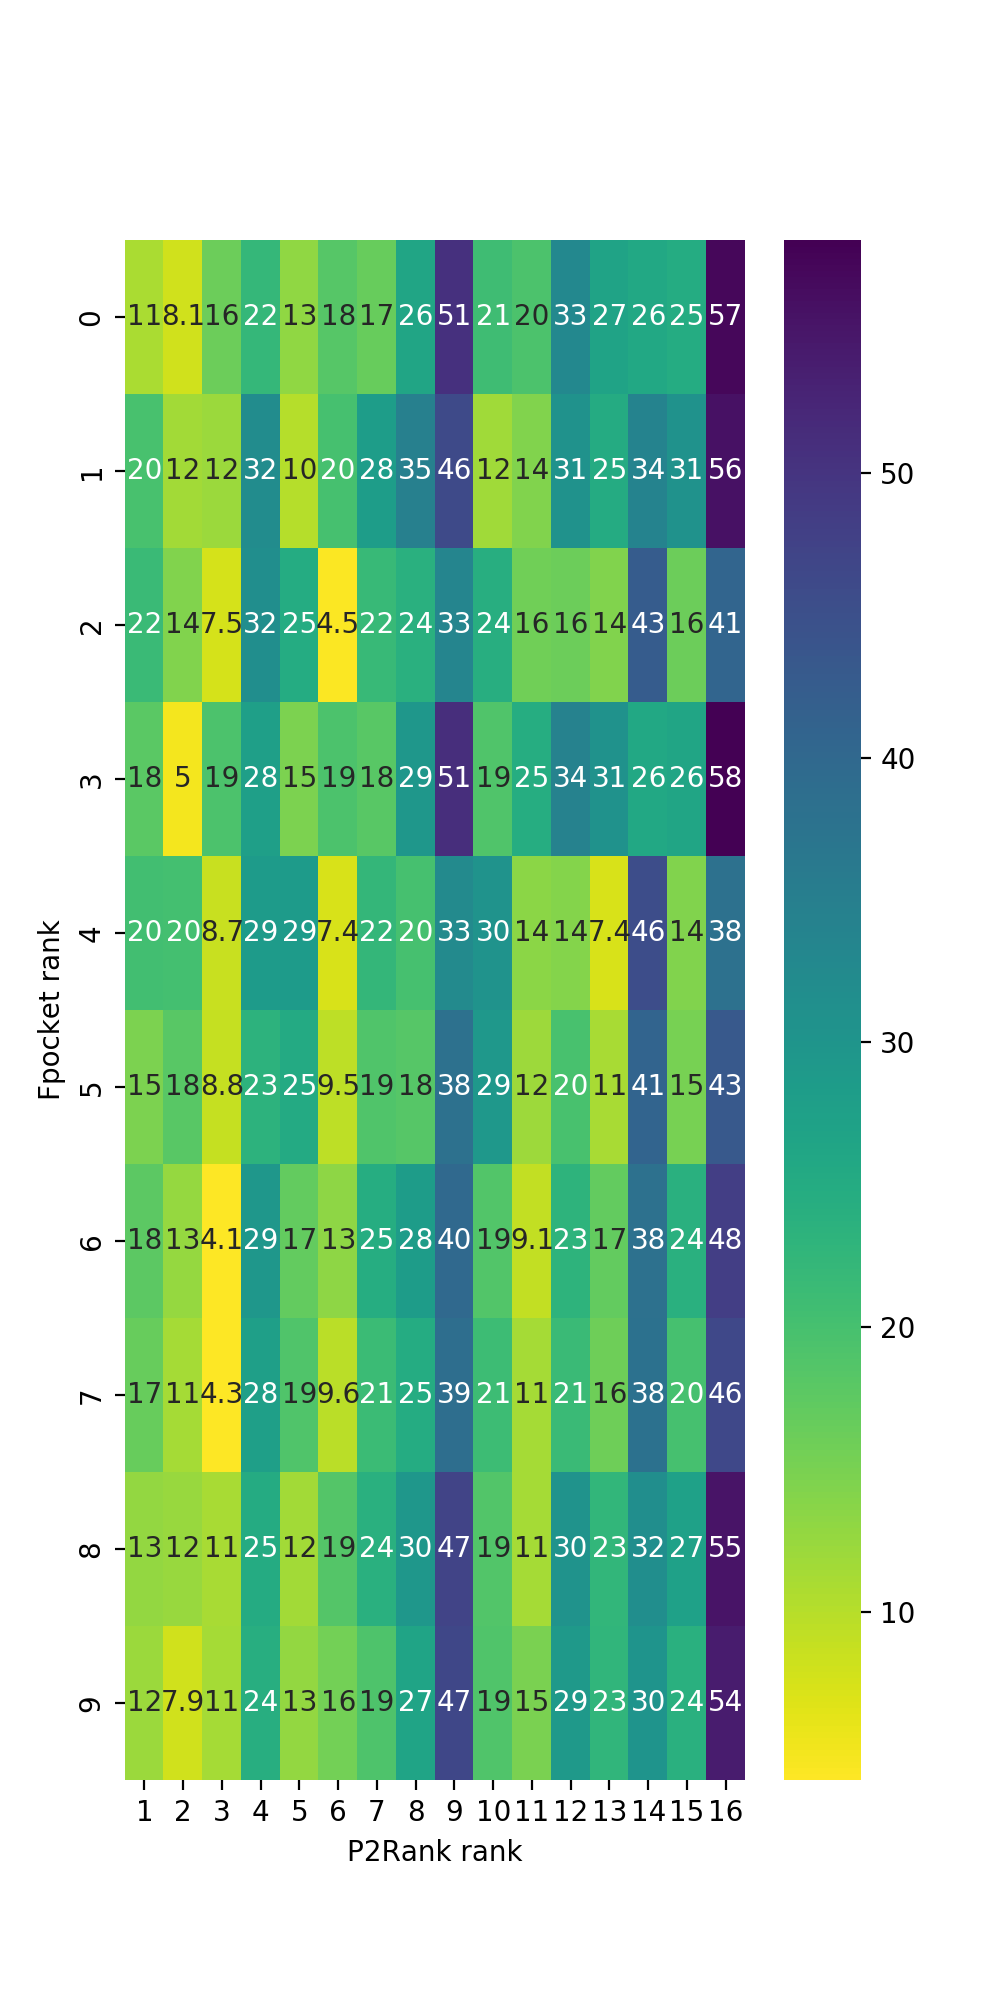 0 11 8.1 16 22 13 18 17 26 51 21 20 33 27 26 25 57
1 20 12 12 32 10 20 28 35 46 12 14 31 25 34 31 56
50
2 22 14 7.5 32 25 4.5 22 24 33 24 16 16 14 43 16 41
3 18 5 19 28 15 19 18 29 51 19 25 34 31 26 26 58
40
4 20 20 8.7 29 29 7.4 22 20 33 30 14 14 7.4 46 14 38
Fpocket rank
30
5 15 18 8.8 23 25 9.5 19 18 38 29 12 20 11 41 15 43
6 18 13 4.1 29 17 13 25 28 40 19 9.1 23 17 38 24 48
20
7 17 11 4.3 28 19 9.6 21 25 39 21 11 21 16 38 20 46
8 13 12 11 25 12 19 24 30 47 19 11 30 23 32 27 55
10
9 12 7.9 11 24 13 16 19 27 47 19 15 29 23 30 24 54
1 2 3 4 5 6 7 8 9 10 11 12 13 14 15 16
P2Rank rank